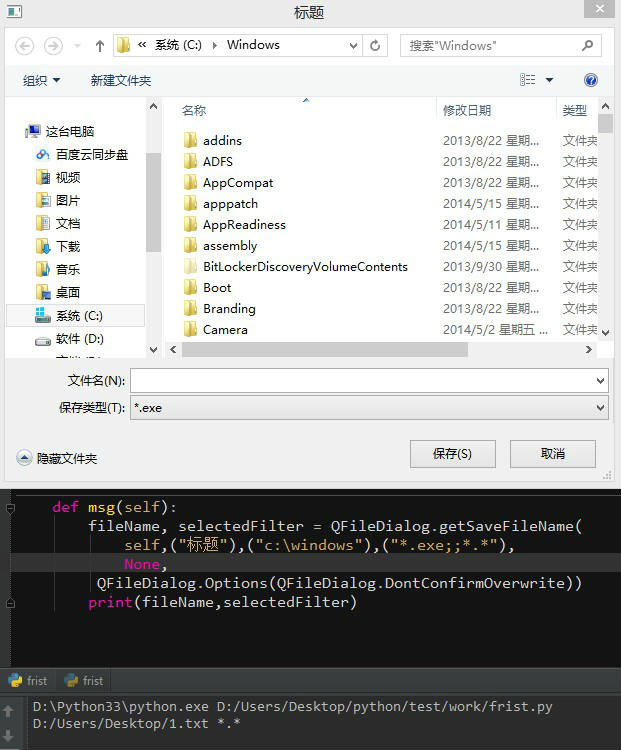 标题
« 系统 (C:) Windows 搜索"Windows"
组织 新建文件夹
名称 修改日期 类型
这台电脑
百度云同步盘
视频
图片
文档
下载
音乐
桌面
系统 (C:)
软件 (D:)
addins 2013/8/22 星期... 文件夹
ADFS 2013/8/22 星期... 文件夹
AppCompat 2013/8/22 星期... 文件夹
apppatch 2014/5/15 星期... 文件夹
AppReadiness 2014/5/11 星期... 文件夹
assembly 2014/5/15 星期... 文件夹
BitLockerDiscoveryVolumeContents 2013/9/30 星期... 文件夹
Boot 2013/8/22 星期... 文件夹
Branding 2013/8/22 星期... 文件夹
Camera 2014/5/2 星期五 ... 文件夹
文件名(N):
保存类型(T): *.exe
隐藏文件夹 保存(S) 取消
def msg(self):
fileName, selectedFilter = QFileDialog.getSaveFileName(
self,("标题"),("c:\windows"),("*.exe;;*.*"),
None,
QFileDialog.Options(QFileDialog.DontConfirmOverwrite))
print(fileName,selectedFilter)
frist frist
D:\Python33\python.exe D:/Users/Desktop/python/test/work/frist.py
D:/Users/Desktop/1.txt *.*